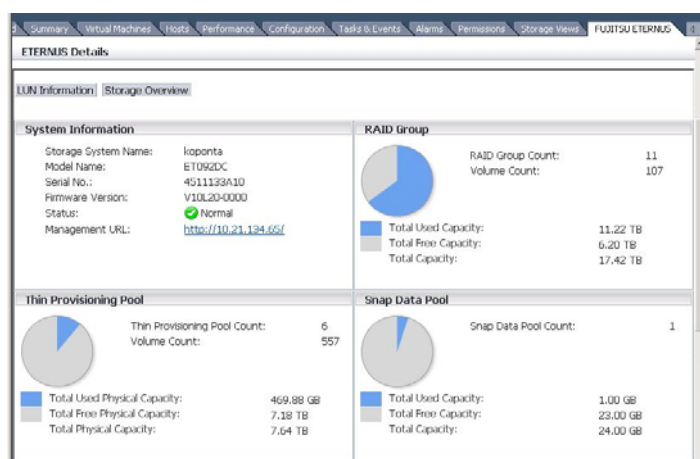 Summary Virtual Machines Hosts Performance Configuration Tasks & Events Alarms Permissions Storage Views FUJITSU ETERNUS
ETERNUS Details
LUN Information Storage Overview
System Information
Storage System Name: koponta
Model Name: ET092DC
Serial No.: 4511133A10
Firmware Version: V10L20-0000
Status: Normal
Management URL: http://10.21.134.65/
RAID Group
RAID Group Count: 11
Volume Count: 107
Total Used Capacity: 11.22 TB
Total Free Capacity: 6.20 TB
Total Capacity: 17.42 TB
Thin Provisioning Pool
Thin Provisioning Pool Count: 6
Volume Count: 557
Total Used Physical Capacity: 469.88 GB
Total Free Physical Capacity: 7.18 TB
Total Physical Capacity: 7.64 TB
Snap Data Pool
Snap Data Pool Count: 1
Total Used Capacity: 1.00 GB
Total Free Capacity: 23.00 GB
Total Capacity: 24.00 GB